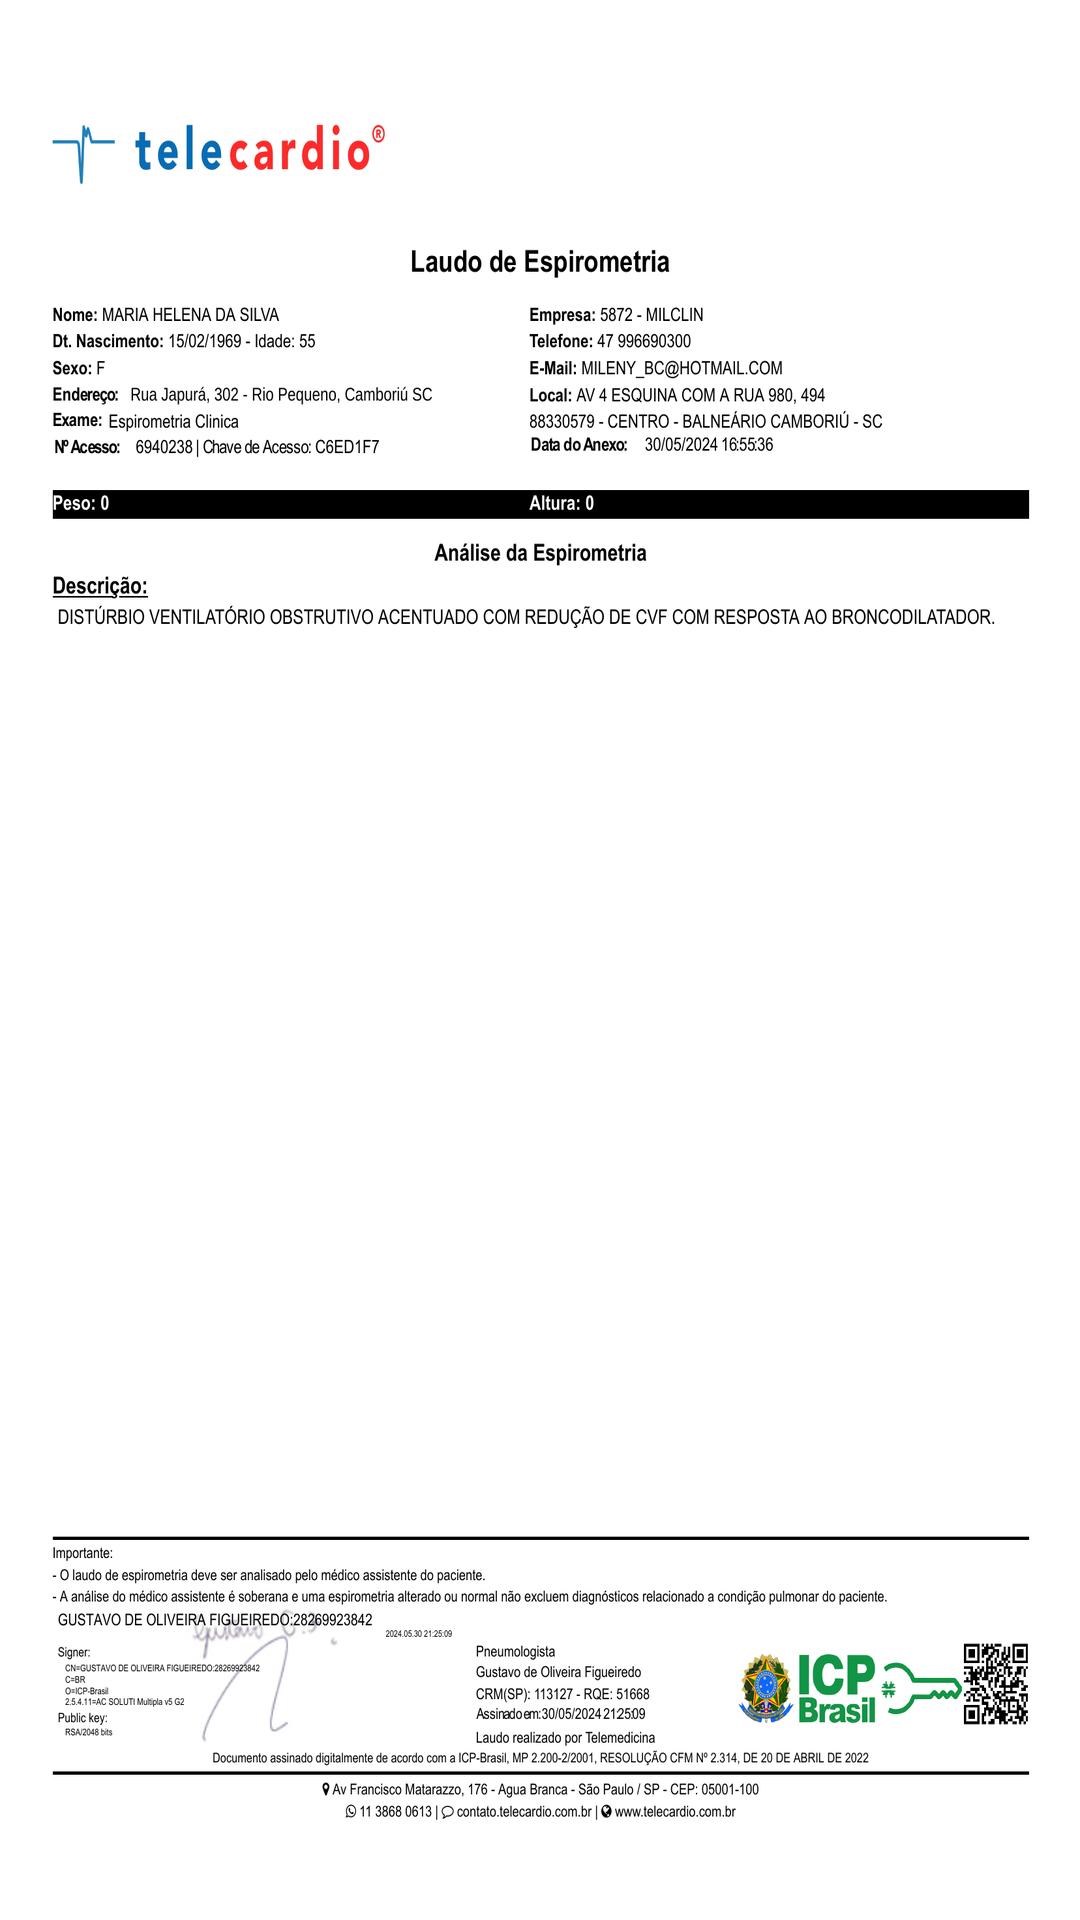 telecardio®
Laudo de Espirometria
Nome: MARIA HELENA DA SILVA
Dt. Nascimento: 15/02/1969 - Idade: 55
Sexo: F
Endereço: Rua Japurá, 302 - Rio Pequeno, Camboriú SC
Exame: Espirometria Clinica
Nº Acesso: 6940238 | Chave de Acesso: C6ED1F7
Empresa: 5872 - MILCLIN
Telefone: 47 996690300
E-Mail: MILENY_BC@HOTMAIL.COM
Local: AV 4 ESQUINA COM A RUA 980, 494
88330579 - CENTRO - BALNEÁRIO CAMBORIÚ - SC
Data do Anexo: 30/05/2024 16:55:36
Peso: 0 Altura: 0
Análise da Espirometria
Descrição:
DISTÚRBIO VENTILATÓRIO OBSTRUTIVO ACENTUADO COM REDUÇÃO DE CVF COM RESPOSTA AO BRONCODILATADOR.
Importante:
- O laudo de espirometria deve ser analisado pelo médico assistente do paciente.
- A análise do médico assistente é soberana e uma espirometria alterado ou normal não excluem diagnósticos relacionado a condição pulmonar do paciente.
GUSTAVO DE OLIVEIRA FIGUEIREDO:28269923842
2024.05.30 21:25:09
Signer:
CN=GUSTAVO DE OLIVEIRA FIGUEIREDO:28269923842
C=BR
O=ICP-Brasil
2.5.4.11=AC SOLUTI Multipla v5 G2
Public key:
RSA/2048 bits
Gustavo O.F.
Pneumologista
Gustavo de Oliveira Figueiredo
CRM(SP): 113127 - RQE: 51668
Assinado em: 30/05/2024 21:25:09
Laudo realizado por Telemedicina
ICP
Brasil
Documento assinado digitalmente de acordo com a ICP-Brasil, MP 2.200-2/2001, RESOLUÇÃO CFM Nº 2.314, DE 20 DE ABRIL DE 2022
Av Francisco Matarazzo, 176 - Agua Branca - São Paulo / SP - CEP: 05001-100
11 3868 0613 | contato.telecardio.com.br | www.telecardio.com.br